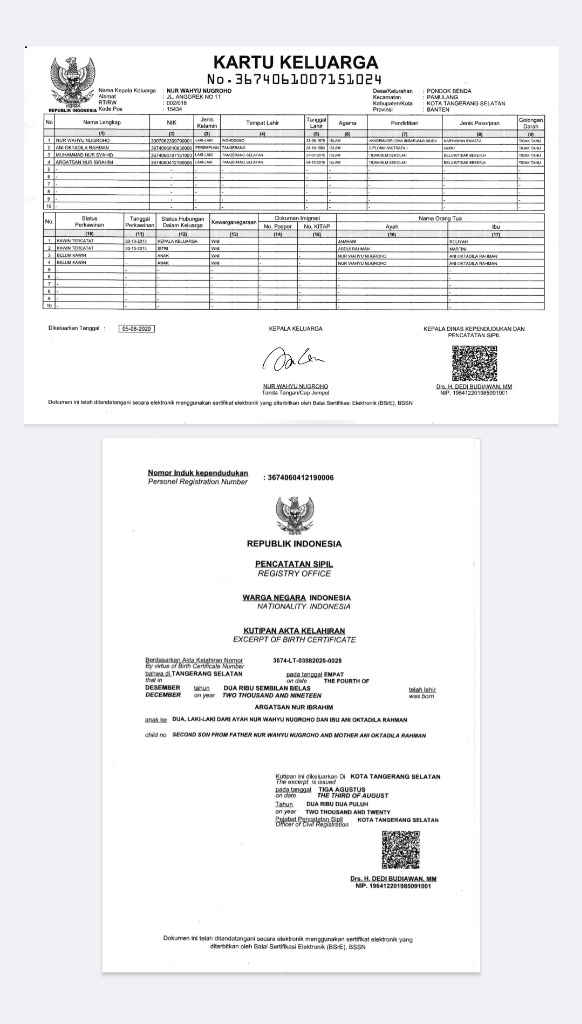 KARTU KELUARGA
No. 3674061007151024
REPUBLIK INDONESIA
Nama Kepala Keluarga : NUR WAHYU NUGROHO
Alamat : JL. ANGGREK NO 11
RT/RW : 002/018
Kode Pos : 15434
Desa/Kelurahan : PONDOK BENDA
Kecamatan : PAMULANG
Kabupaten/Kota : KOTA TANGERANG SELATAN
Provinsi : BANTEN
No Nama Lengkap NIK Jenis Kelamin Tempat Lahir Tanggal Lahir Agama Pendidikan Jenis Pekerjaan Golongan Darah
(1) (2) (3) (4) (5) (6) (7) (8) (9)
1 NUR WAHYU NUGROHO LAKI-LAKI WONOSOBO ISLAM AKADEMI/DIPLOMA III/SARJANA MUDA KARYAWAN SWASTA TIDAK TAHU
2 ANI OKTADILA RAHMAN PEREMPUAN TANGERANG ISLAM DIPLOMA IV/STRATA I GURU TIDAK TAHU
3 MUHAMMAD NUR SYAHID LAKI-LAKI TANGERANG SELATAN ISLAM TIDAK/BLM SEKOLAH BELUM/TIDAK BEKERJA TIDAK TAHU
4 ARGATSAN NUR IBRAHIM 3674060412190006 LAKI-LAKI TANGERANG SELATAN 04-12-2019 ISLAM TIDAK/BLM SEKOLAH BELUM/TIDAK BEKERJA TIDAK TAHU
5 - - - - - - -
6 - - - - - - -
7 - - - - - - -
8 - - - - - - -
9 - - - - - - -
10 - - - - - - -
No. Status Perkawinan Tanggal Perkawinan Status Hubungan Dalam Keluarga Kewarganegaraan Dokumen Imigrasi Nama Orang Tua
No. Paspor No. KITAP Ayah Ibu
(10) (11) (12) (13) (14) (15) (16) (17)
1 KAWIN TERCATAT KEPALA KELUARGA WNI - - JAMHARI ROLIYAH
2 KAWIN TERCATAT ISTRI WNI - - ABDULRAHMAN MARTINI
3 BELUM KAWIN - ANAK WNI - - NUR WAHYU NUGROHO ANI OKTADILA RAHMAN
4 BELUM KAWIN - ANAK WNI - - NUR WAHYU NUGROHO ANI OKTADILA RAHMAN
5 - - - - - - -
6 - - - - - - -
7 - - - - - - -
8 - - - - - - -
9 - - - - - - -
10 - - - - - - -
Dikeluarkan Tanggal : 05-08-2020
KEPALA KELUARGA
NUR WAHYU NUGROHO
Tanda Tangan/Cap Jempol
KEPALA DINAS KEPENDUDUKAN DAN
PENCATATAN SIPIL
Drs. H. DEDI BUDIAWAN, MM
NIP. 196412201985091001
Dokumen ini telah ditandatangani secara elektronik menggunakan sertifikat elektronik yang diterbitkan oleh Balai Sertifikasi Elektronik (BSrE), BSSN
Nomor Induk kependudukan : 3674060412190006
Personel Registration Number
REPUBLIK INDONESIA
PENCATATAN SIPIL
REGISTRY OFFICE
WARGA NEGARA INDONESIA
NATIONALITY INDONESIA
KUTIPAN AKTA KELAHIRAN
EXCERPT OF BIRTH CERTIFICATE
Berdasarkan Akta Kelahiran Nomor 3674-LT-03082020-0028
By virtue of Birth Certificate Number
bahwa di TANGERANG SELATAN pada tanggal EMPAT
that in on date THE FOURTH OF
DESEMBER tahun DUA RIBU SEMBILAN BELAS telah lahir
DECEMBER on year TWO THOUSAND AND NINETEEN was born
ARGATSAN NUR IBRAHIM
anak ke DUA, LAKI-LAKI DARI AYAH NUR WAHYU NUGROHO DAN IBU ANI OKTADILA RAHMAN
child no SECOND SON FROM FATHER NUR WAHYU NUGROHO AND MOTHER ANI OKTADILA RAHMAN
Kutipan ini dikeluarkan Di KOTA TANGERANG SELATAN
The excerpt is issued
pada tanggal TIGA AGUSTUS
on date THE THIRD OF AUGUST
Tahun DUA RIBU DUA PULUH
on year TWO THOUSAND AND TWENTY
Pejabat Pencatatan Sipil KOTA TANGERANG SELATAN
Officer of Civil Registration
Drs. H. DEDI BUDIAWAN, MM
NIP. 196412201985091001
Dokumen ini telah ditandatangani secara elektronik menggunakan sertifikat elektronik yang
diterbitkan oleh Balai Sertifikasi Elektronik (BSrE), BSSN